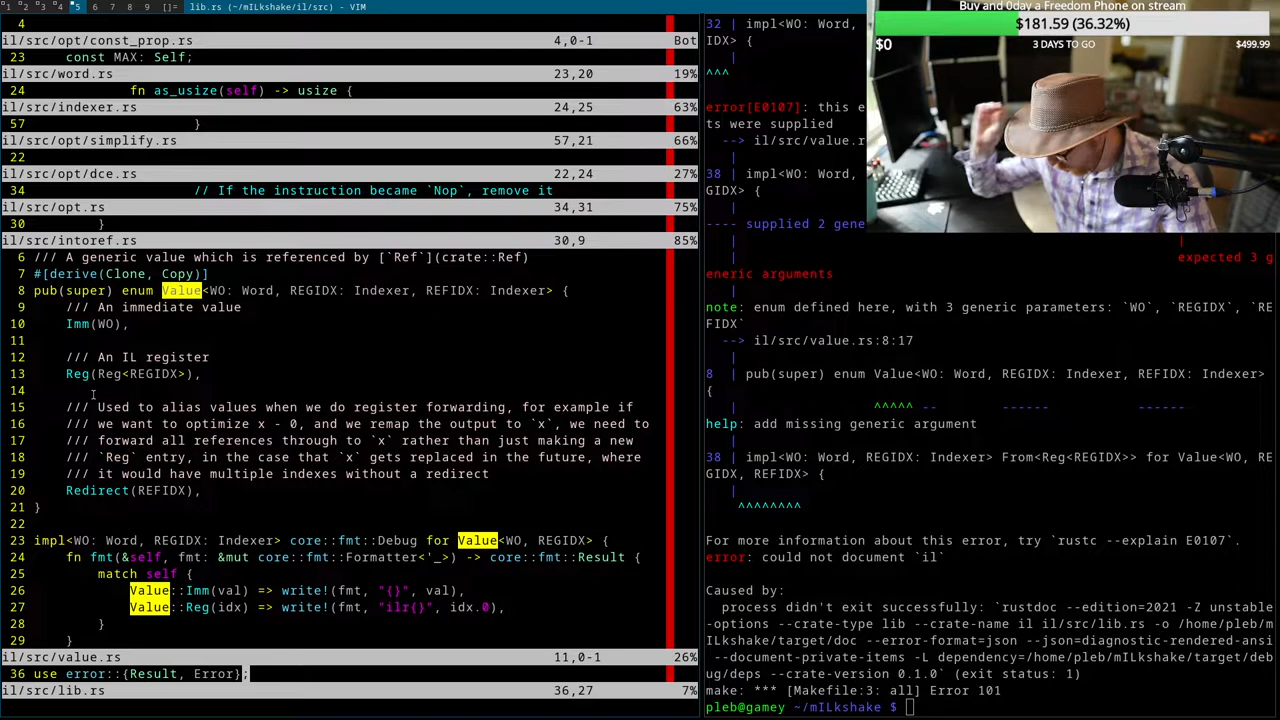 1 2 3 4 5 6 7 8 9 []= lib.rs (~/mILkshake/il/src) - VIM
4
il/src/opt/const_prop.rs 4,0-1 Bot
23 const MAX: Self;
il/src/word.rs 23,20 19%
24 fn as_usize(self) -> usize {
il/src/indexer.rs 24,25 63%
57 }
il/src/opt/simplify.rs 57,21 66%
22
il/src/opt/dce.rs 22,24 27%
34 // If the instruction became `Nop`, remove it
il/src/opt.rs 34,31 75%
30 }
il/src/intoref.rs 30,9 85%
6 /// A generic value which is referenced by [`Ref`](crate::Ref)
7 #[derive(Clone, Copy)]
8 pub(super) enum Value<WO: Word, REGIDX: Indexer, REFIDX: Indexer> {
9 /// An immediate value
10 Imm(WO),
11
12 /// An IL register
13 Reg(Reg<REGIDX>),
14
15 /// Used to alias values when we do register forwarding, for example if
16 /// we want to optimize x - 0, and we remap the output to `x`, we need to
17 /// forward all references through to `x` rather than just making a new
18 /// `Reg` entry, in the case that `x` gets replaced in the future, where
19 /// it would have multiple indexes without a redirect
20 Redirect(REFIDX),
21 }
22
23 impl<WO: Word, REGIDX: Indexer> core::fmt::Debug for Value<WO, REGIDX> {
24 fn fmt(&self, fmt: &mut core::fmt::Formatter<'_>) -> core::fmt::Result {
25 match self {
26 Value::Imm(val) => write!(fmt, "{}", val),
27 Value::Reg(idx) => write!(fmt, "ilr{}", idx.0),
28 }
29 }
il/src/value.rs 11,0-1 26%
36 use error::{Result, Error};
il/src/lib.rs 36,27 7%
32 | impl<WO: Word,
IDX> {
|
^^^
error[E0107]: this e
ts were supplied
--> il/src/value.r
|
38 | impl<WO: Word,
GIDX> {
|
---- supplied 2 gene
| |
| expected 3 g
eneric arguments
|
note: enum defined here, with 3 generic parameters: `WO`, `REGIDX`, `RE
FIDX`
--> il/src/value.rs:8:17
|
8 | pub(super) enum Value<WO: Word, REGIDX: Indexer, REFIDX: Indexer>
{
| ^^^^^ -- ------ ------
help: add missing generic argument
|
38 | impl<WO: Word, REGIDX: Indexer> From<Reg<REGIDX>> for Value<WO, RE
GIDX, REFIDX> {
|
^^^^^^^^
For more information about this error, try `rustc --explain E0107`.
error: could not document `il`
Caused by:
process didn't exit successfully: `rustdoc --edition=2021 -Z unstable
-options --crate-type lib --crate-name il il/src/lib.rs -o /home/pleb/m
ILkshake/target/doc --error-format=json --json=diagnostic-rendered-ansi
--document-private-items -L dependency=/home/pleb/mILkshake/target/deb
ug/deps --crate-version 0.1.0` (exit status: 1)
make: *** [Makefile:3: all] Error 101
pleb@gamey ~/mILkshake $
Buy and 0day a Freedom Phone on stream
$181.59 (36.32%)
$0 3 DAYS TO GO $499.99